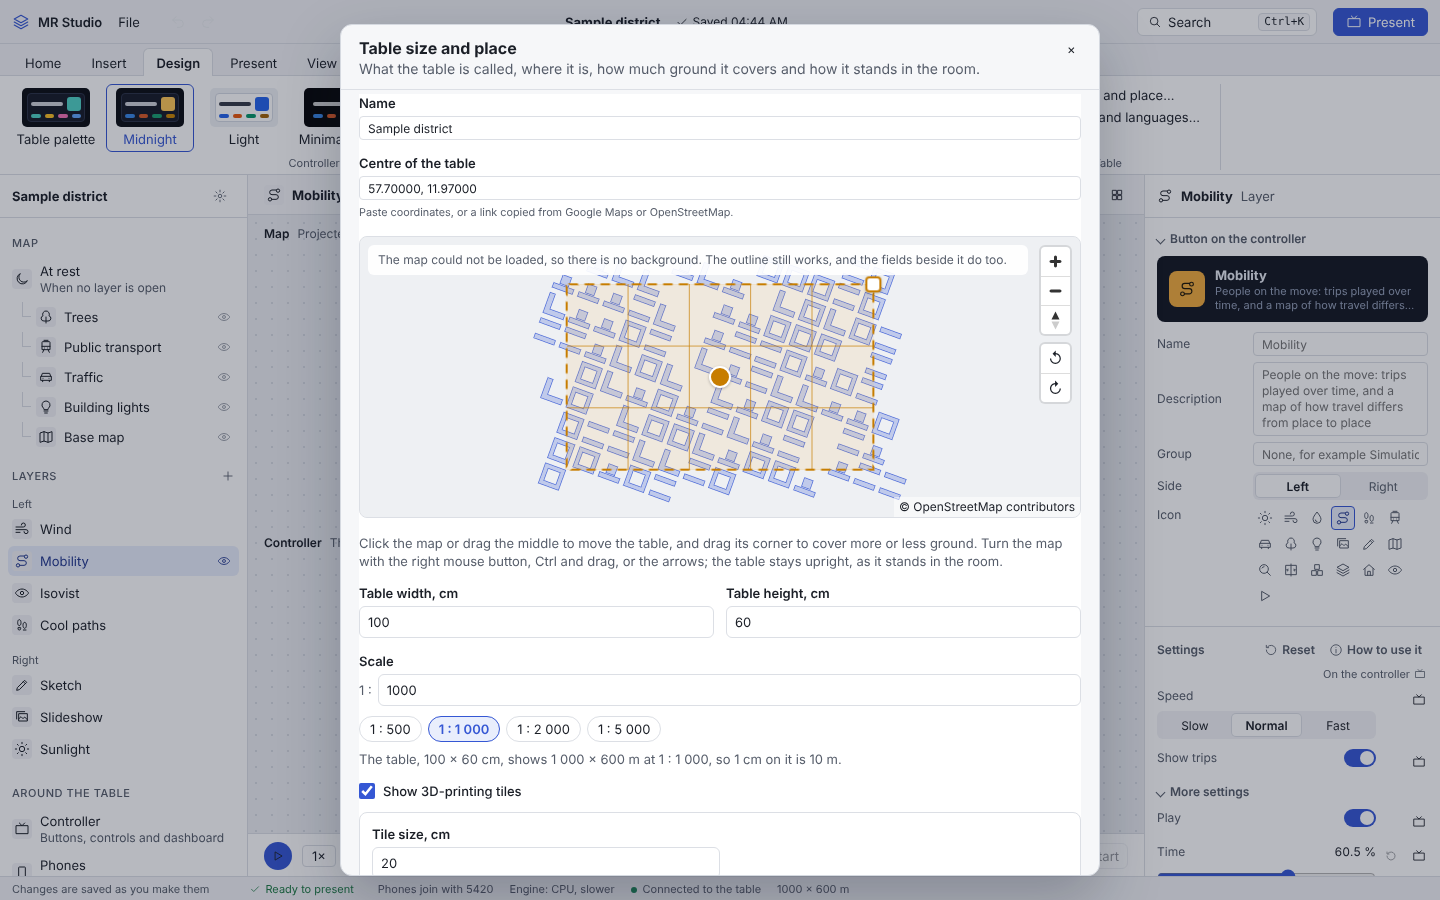 MR Studio
File
Sample district
Saved 04:44 AM
Search
Ctrl+K
Present
Home
Insert
Design
Present
View
Table palette
Midnight
Light
Controller
and place...
and languages...
Table size and place
What the table is called, where it is, how much ground it covers and how it stands in the room.
×
Name
Sample district
Centre of the table
57.70000, 11.97000
Paste coordinates, or a link copied from Google Maps or OpenStreetMap.
The map could not be loaded, so there is no background. The outline still works, and the fields beside it do too.
© OpenStreetMap contributors
Click the map or drag the middle to move the table, and drag its corner to cover more or less ground. Turn the map
with the right mouse button, Ctrl and drag, or the arrows; the table stays upright, as it stands in the room.
Table width, cm
Table height, cm
100
60
Scale
1 :
1000
1 : 500
1 : 1 000
1 : 2 000
1 : 5 000
The table, 100 × 60 cm, shows 1 000 × 600 m at 1 : 1 000, so 1 cm on it is 10 m.
Show 3D-printing tiles
Tile size, cm
20
Sample district
MAP
At rest
When no layer is open
Trees
Public transport
Traffic
Building lights
Base map
LAYERS
Left
Wind
Mobility
Isovist
Cool paths
Right
Sketch
Slideshow
Sunlight
AROUND THE TABLE
Controller
Buttons, controls and dashboard
Phones
Mobility
Map
Controller
1×
Mobility
Layer
Button on the controller
Mobility
People on the move: trips played over
time, and a map of how travel differs...
Name
Mobility
Description
People on the move: trips
played over time, and a
map of how travel differs
from place to place
Group
None, for example Simulatic
Side
Left
Right
Icon
Settings
Reset
How to use it
On the controller
Speed
Slow
Normal
Fast
Show trips
More settings
Play
Time
60.5 %
Changes are saved as you make them
Ready to present
Phones join with 5420
Engine: CPU, slower
Connected to the table
1000 × 600 m